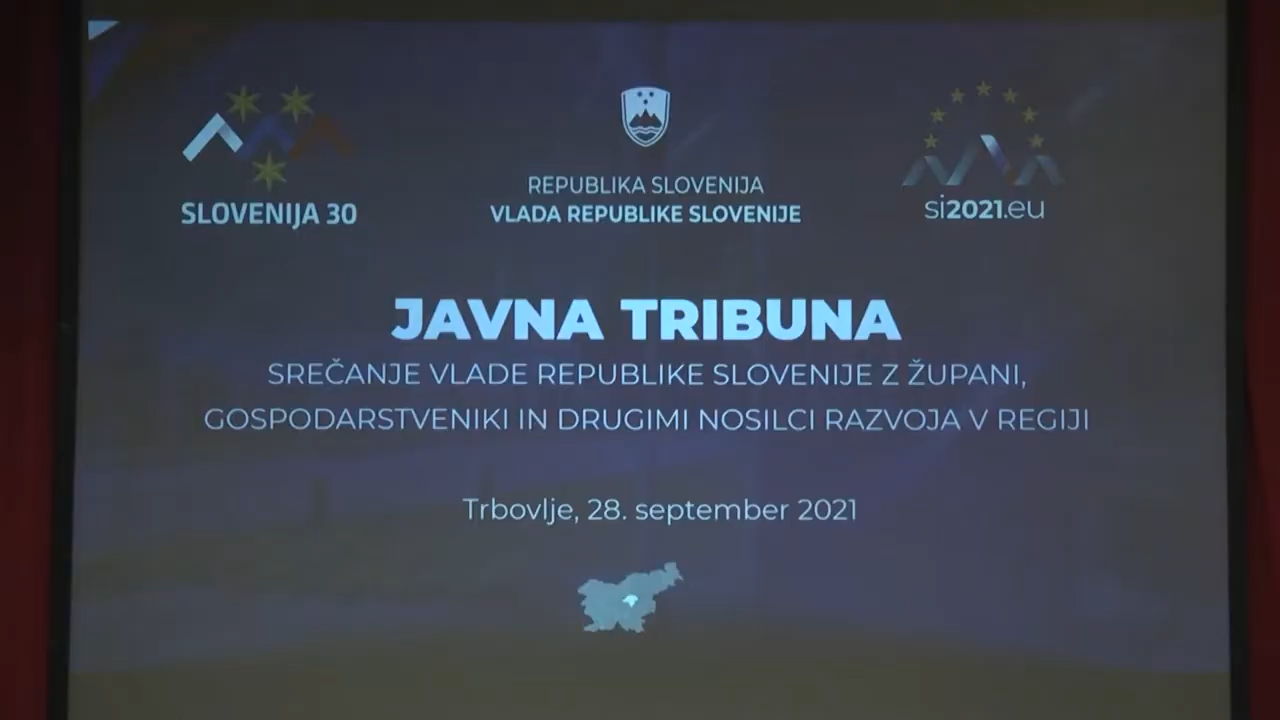 SLOVENIJA 30
REPUBLIKA SLOVENIJA
VLADA REPUBLIKE SLOVENIJE
si2021.eu
JAVNA TRIBUNA
SREČANJE VLADE REPUBLIKE SLOVENIJE Z ŽUPANI,
GOSPODARSTVENIKI IN DRUGIMI NOSILCI RAZVOJA V REGIJI
Trbovlje, 28. september 2021